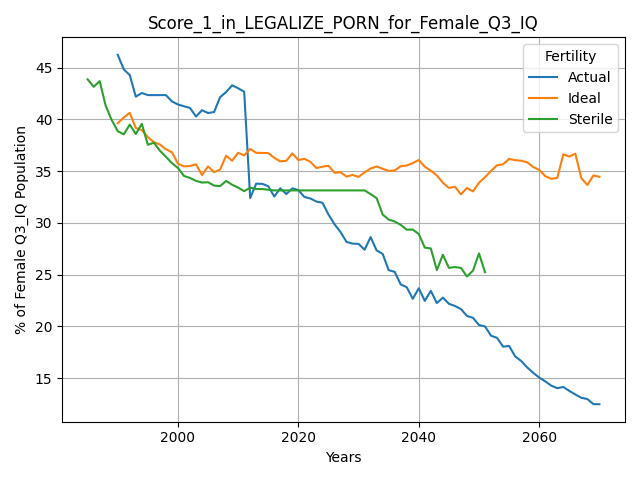 Score_1_in_LEGALIZE_PORN_for_Female_Q3_IQ
Fertility
Actual
Ideal
Sterile
% of Female Q3_IQ Population
45
40
35
30
25
20
15
2000
2020
2040
2060
Years